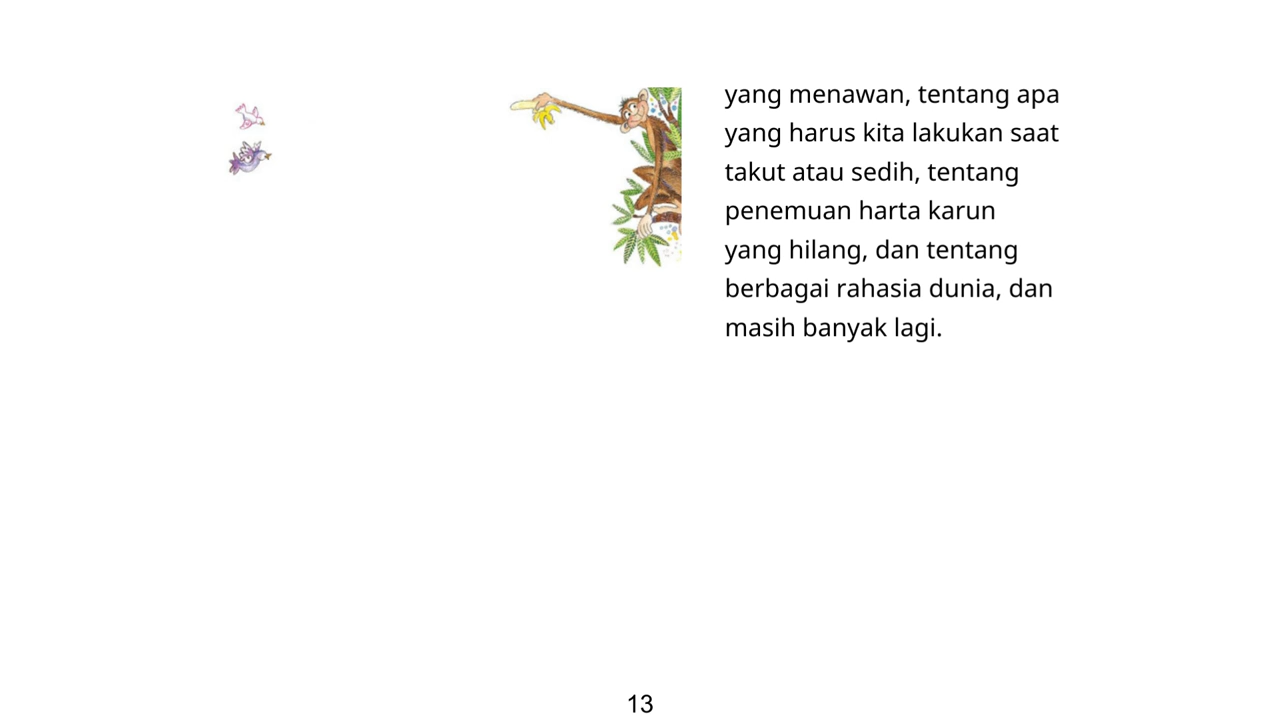 yang menawan, tentang apa
yang harus kita lakukan saat
takut atau sedih, tentang
penemuan harta karun
yang hilang, dan tentang
berbagai rahasia dunia, dan
masih banyak lagi.
13